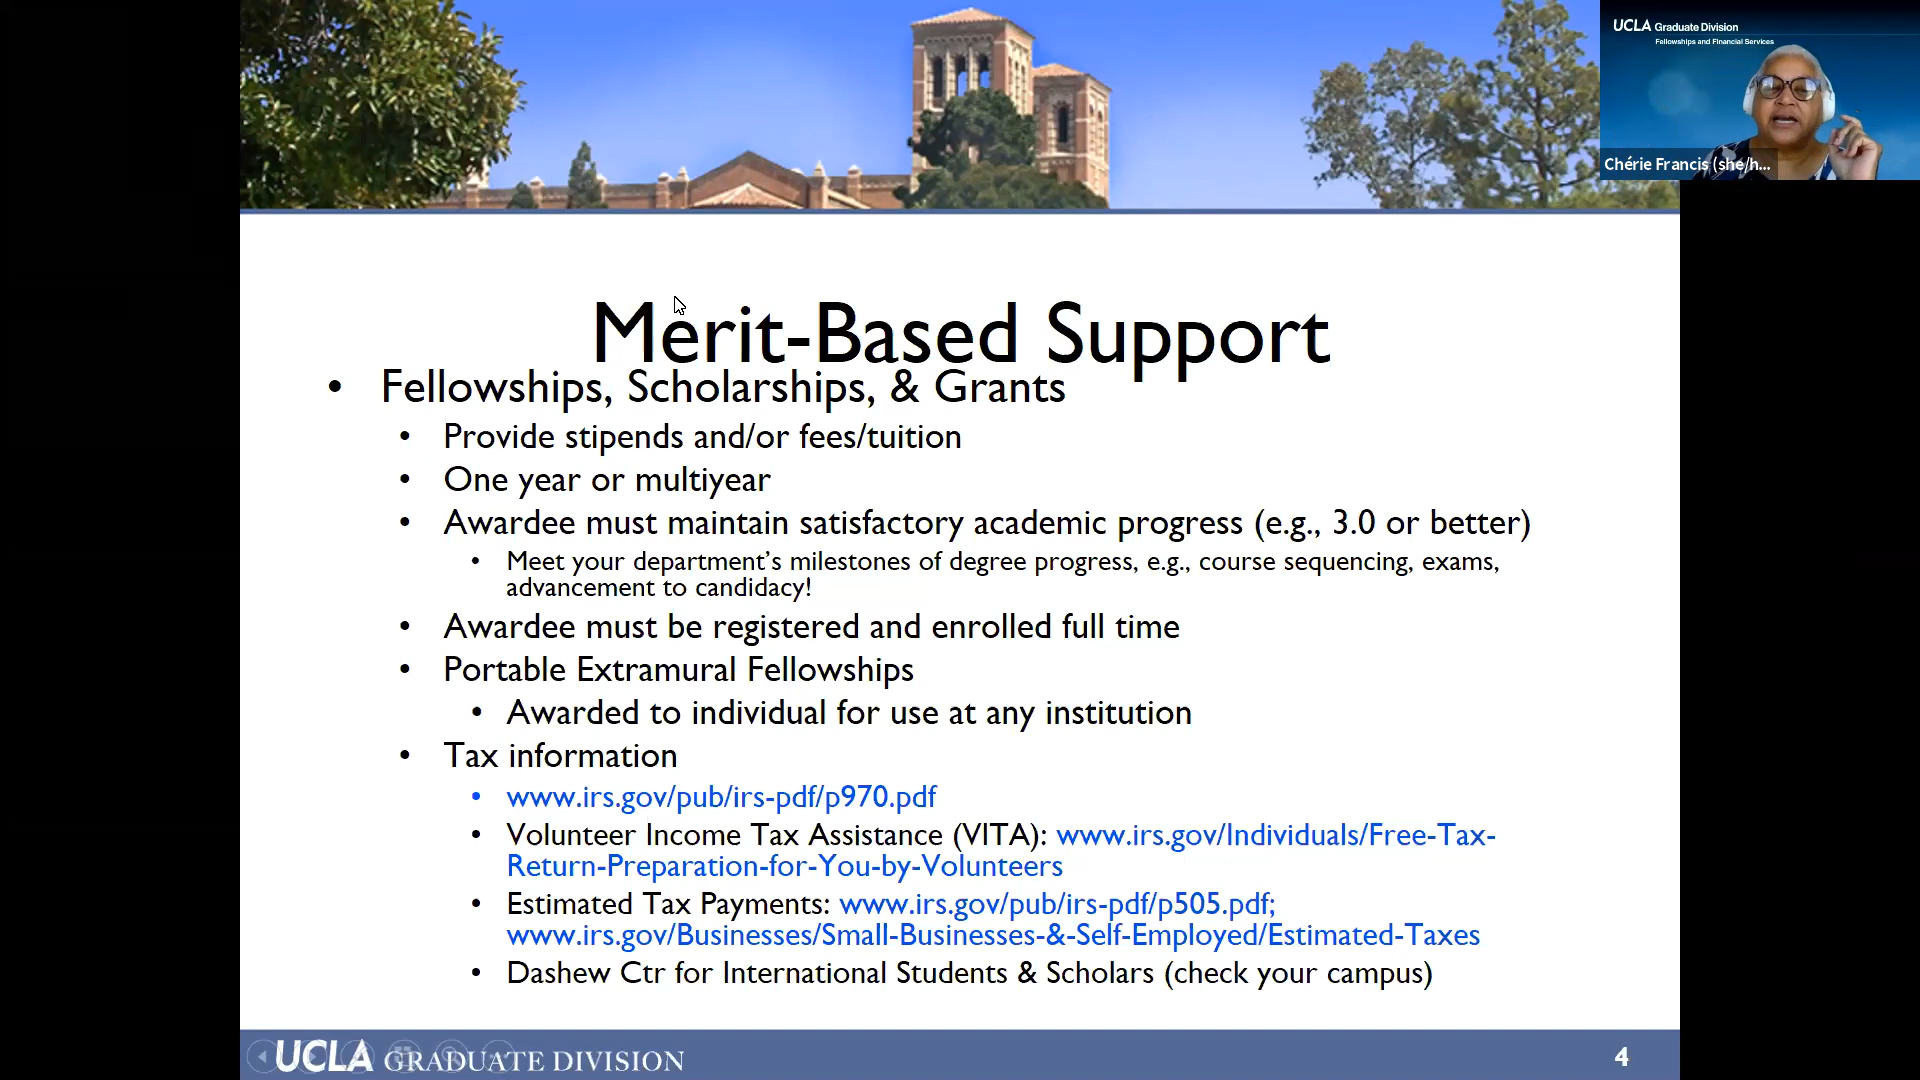 UCLA Graduate Division
Fellowships and Financial Services
Chérie Francis (she/h...
Merit-Based Support
• Fellowships, Scholarships, & Grants
• Provide stipends and/or fees/tuition
• One year or multiyear
• Awardee must maintain satisfactory academic progress (e.g., 3.0 or better)
• Meet your department’s milestones of degree progress, e.g., course sequencing, exams,
advancement to candidacy!
• Awardee must be registered and enrolled full time
• Portable Extramural Fellowships
• Awarded to individual for use at any institution
• Tax information
• www.irs.gov/pub/irs-pdf/p970.pdf
• Volunteer Income Tax Assistance (VITA): www.irs.gov/Individuals/Free-Tax-
Return-Preparation-for-You-by-Volunteers
• Estimated Tax Payments: www.irs.gov/pub/irs-pdf/p505.pdf;
www.irs.gov/Businesses/Small-Businesses-&-Self-Employed/Estimated-Taxes
• Dashew Ctr for International Students & Scholars (check your campus)
UCLA GRADUATE DIVISION
4